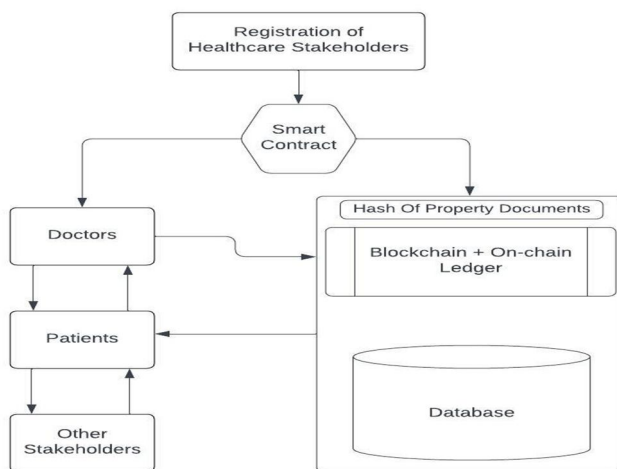 Registration of
Healthcare Stakeholders
Smart
Contract
Hash Of Property Documents
Doctors
Blockchain + On-chain
Ledger
Patients
Database
Other
Stakeholders